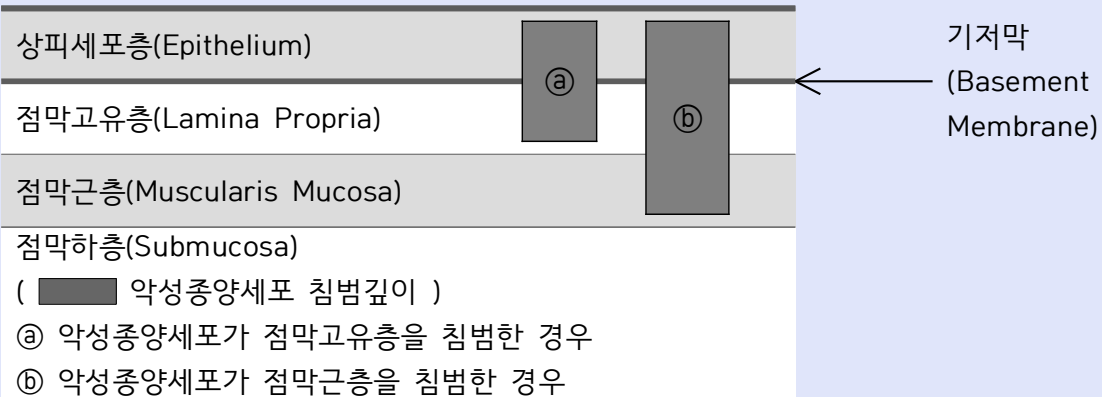 상피세포층(Epithelium)
ⓐ
기저막
(Basement
Membrane)
점막고유층(Lamina Propria)
ⓑ
점막근층(Muscularis Mucosa)
점막하층(Submucosa)
( 악성종양세포 침범깊이 )
ⓐ 악성종양세포가 점막고유층을 침범한 경우
ⓑ 악성종양세포가 점막근층을 침범한 경우